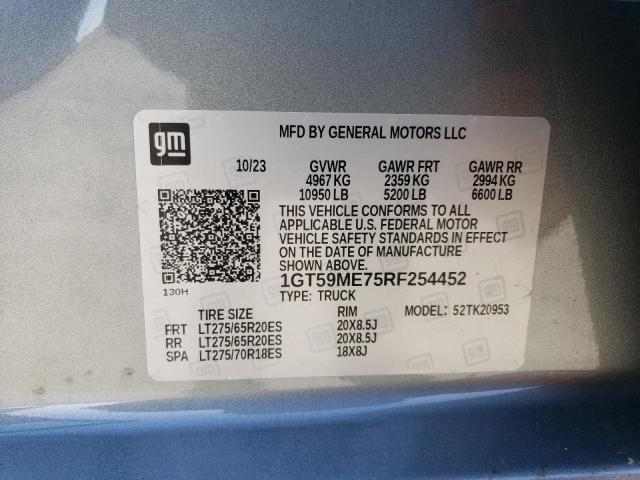 gm
MFD BY GENERAL MOTORS LLC
10/23 GVWR GAWR FRT GAWR RR
4967 KG 2359 KG 2994 KG
10950 LB 5200 LB 6600 LB
THIS VEHICLE CONFORMS TO ALL
APPLICABLE U.S. FEDERAL MOTOR
VEHICLE SAFETY STANDARDS IN EFFECT
ON THE DATE OF MANUFACTURE
SHOWN ABOVE.
130H
1GT59ME75RF254452
TYPE: TRUCK
MODEL: 52TK20953
TIRE SIZE RIM
FRT LT275/65R20ES 20X8.5J
RR LT275/65R20ES 20X8.5J
SPA LT275/70R18ES 18X8J